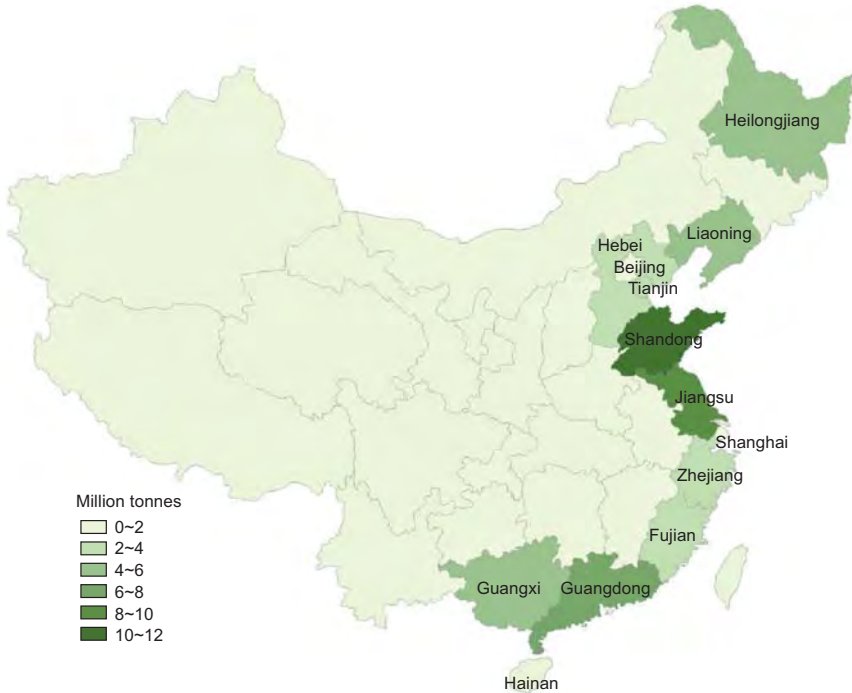 Heilongjiang
Liaoning
Hebei
Beijing
Tianjin
Shandong
Jiangsu
Shanghai
Zhejiang
Fujian
Guangxi
Guangdong
Hainan
Million tonnes
0~2
2~4
4~6
6~8
8~10
10~12